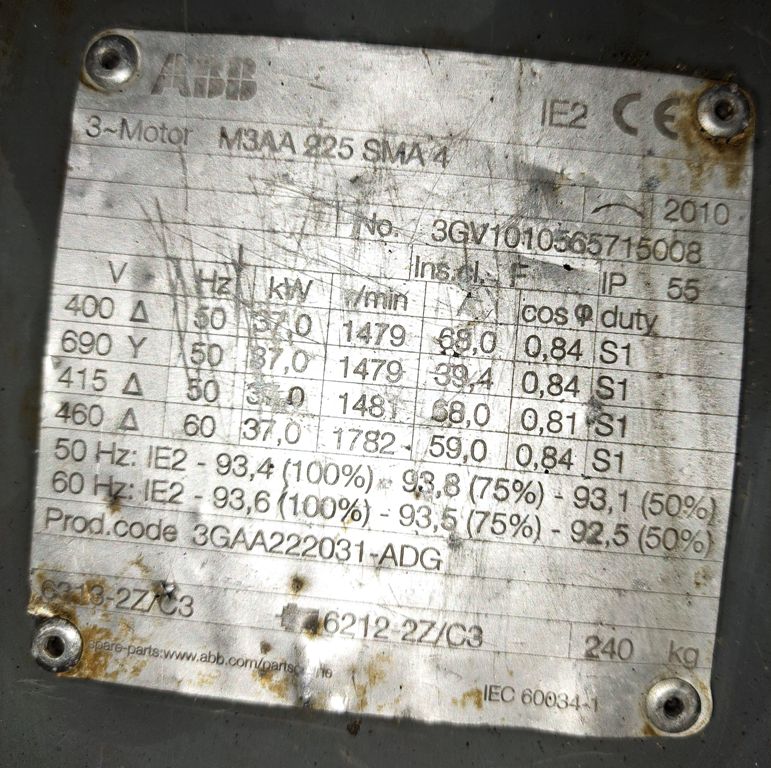 ABB
IE2 CE
3~Motor M3AA 225 SMA 4
2010
No. 3GV1010565715008
Ins.cl. F IP 55
V Hz kW r/min A cos φ duty
400 Δ 50 37,0 1479 68,0 0,84 S1
690 Y 50 37,0 1479 39,4 0,84 S1
415 Δ 50 37,0 1481 68,0 0,81 S1
460 Δ 60 37,0 1782 59,0 0,84 S1
50 Hz: IE2 - 93,4 (100%) - 93,8 (75%) - 93,1 (50%)
60 Hz: IE2 - 93,6 (100%) - 93,5 (75%) - 92,5 (50%)
Prod.code 3GAA222031-ADG
6313-2Z/C3 6212-2Z/C3 240 kg
spare-parts:www.abb.com/partsonline
IEC 60034-1